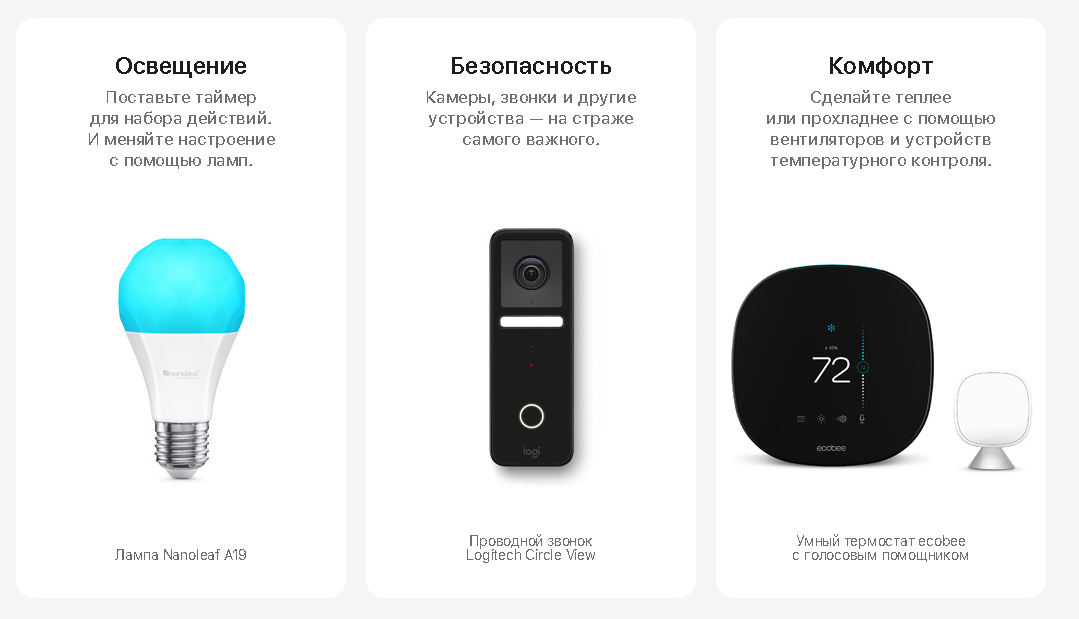 Освещение
Поставьте таймер
для набора действий.
И меняйте настроение
с помощью ламп.
nanoleaf
Лампа Nanoleaf A19
Безопасность
Камеры, звонки и другие
устройства — на страже
самого важного.
logi
Проводной звонок
Logitech Circle View
Комфорт
Сделайте теплее
или прохладнее с помощью
вентиляторов и устройств
температурного контроля.
72
ecobee
Умный термостат ecobee
с голосовым помощником